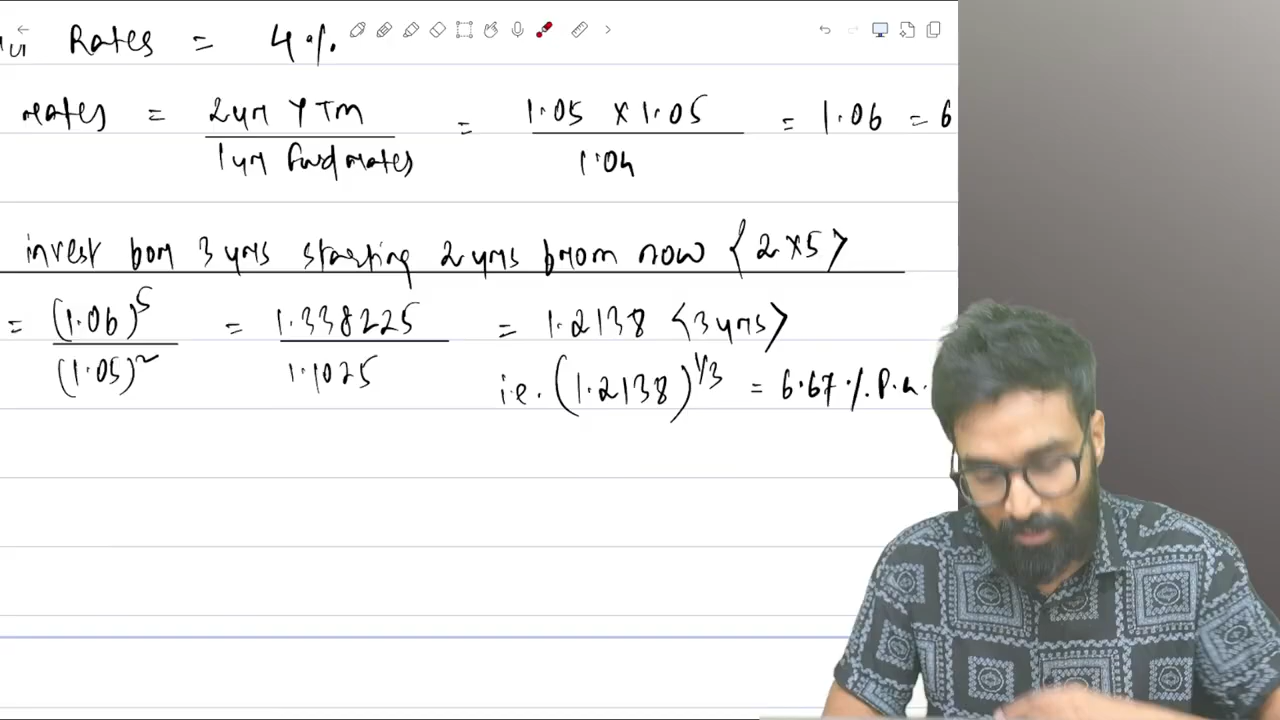 Rates = 4%
rates = 2yr YTM / 1yr Fwd rates = 1.05 x 1.05 / 1.04 = 1.06 = 6
invest for 3 yrs starting 2 yrs from now {2x5}
= (1.06)^5 / (1.05)^2 = 1.338225 / 1.1025 = 1.2138 <3 yrs>
i.e. (1.2138)^1/3 = 6.67%. P.a.